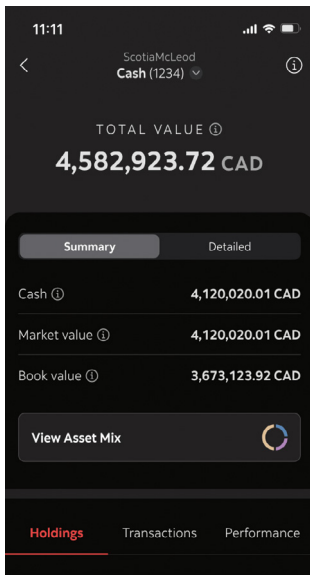 11:11
ScotiaMcLeod
Cash (1234)
TOTAL VALUE
4,582,923.72 CAD
Summary Detailed
Cash 4,120,020.01 CAD
Market value 4,120,020.01 CAD
Book value 3,673,123.92 CAD
View Asset Mix
Holdings Transactions Performance